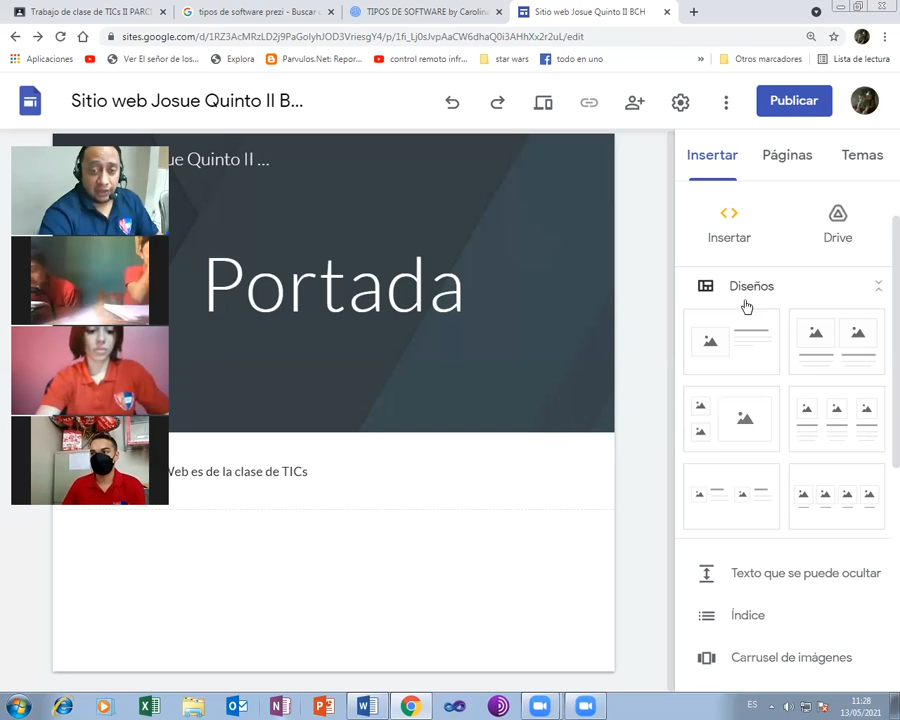 Trabajo de clase de TICs II PARCI
tipos de software prezi - Buscar c
TIPOS DE SOFTWARE by Carolina
Sitio web Josue Quinto II BCH
sites.google.com/d/1RZ3AcMRzLD2j9PaGolyhJOD3VriesgY4/p/1fi_Lj0sJvpAaCW6dhaQ0i3AHhXx2r2uL/edit
Aplicaciones
Ver El señor de los...
Explora
Parvulos.Net: Repor...
control remoto infr...
star wars
todo en uno
»
Otros marcadores
Lista de lectura
Sitio web Josue Quinto II B...
Publicar
Insertar
Páginas
Temas
ue Quinto II ...
Portada
Web es de la clase de TICs
Insertar
Drive
Diseños
Texto que se puede ocultar
Índice
Carrusel de imágenes
ES
11:28
13/05/2021